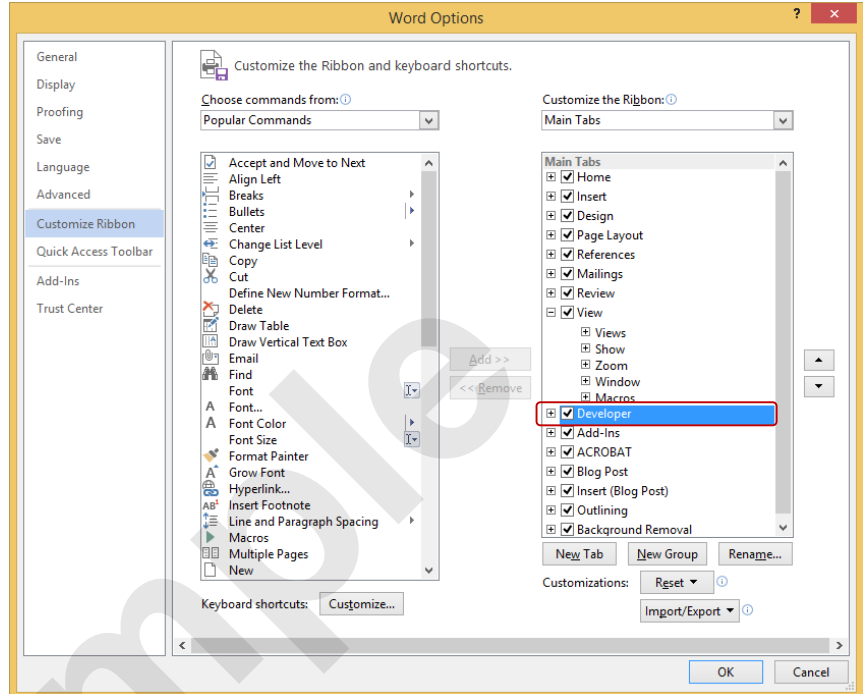 Word Options
?
General
Display
Proofing
Save
Language
Advanced
Customize Ribbon
Quick Access Toolbar
Add-Ins
Trust Center
Customize the Ribbon and keyboard shortcuts.
Choose commands from:
Popular Commands
Accept and Move to Next
Align Left
Breaks
Bullets
Center
Change List Level
Copy
Cut
Define New Number Format...
Delete
Draw Table
Draw Vertical Text Box
Email
Find
Font
Font...
Font Color
Font Size
Format Painter
Grow Font
Hyperlink...
Insert Footnote
Line and Paragraph Spacing
Macros
Multiple Pages
New
Keyboard shortcuts: Customize...
Add >>
<< Remove
Customize the Ribbon:
Main Tabs
Main Tabs
Home
Insert
Design
Page Layout
References
Mailings
Review
View
Views
Show
Zoom
Window
Macros
Developer
Add-Ins
ACROBAT
Blog Post
Insert (Blog Post)
Outlining
Background Removal
New Tab New Group Rename...
Customizations: Reset
Import/Export
OK Cancel
mple